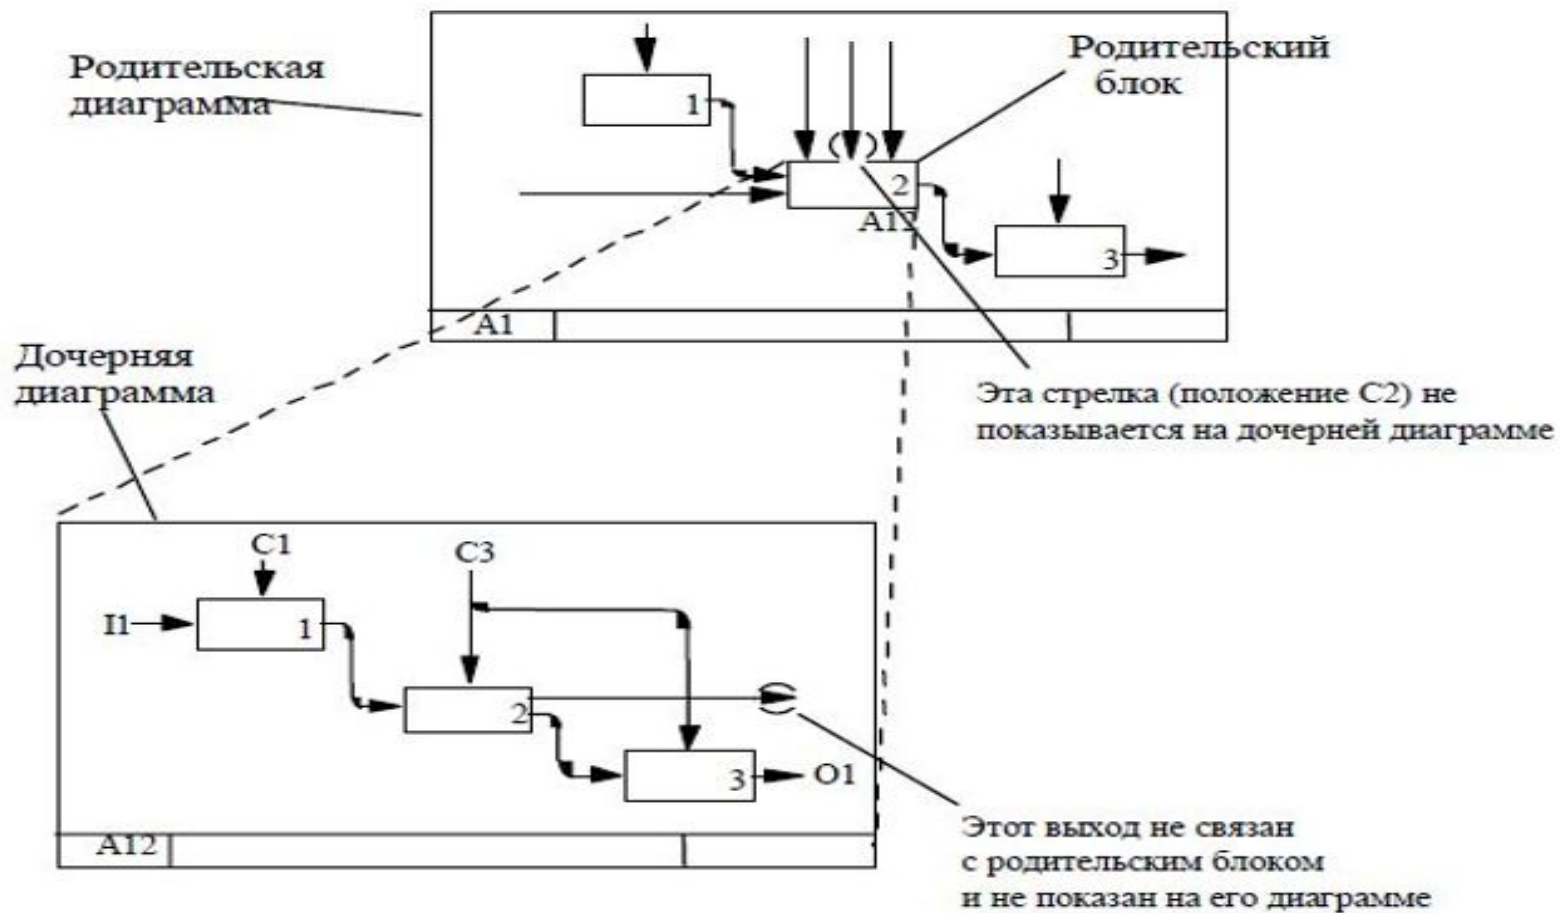 Родительская
диаграмма
Родительский
блок
1
2
A12
3
A1
Эта стрелка (положение C2) не
показывается на дочерней диаграмме
Дочерняя
диаграмма
C1
C3
I1
1
2
3
O1
A12
Этот выход не связан
с родительским блоком
и не показан на его диаграмме